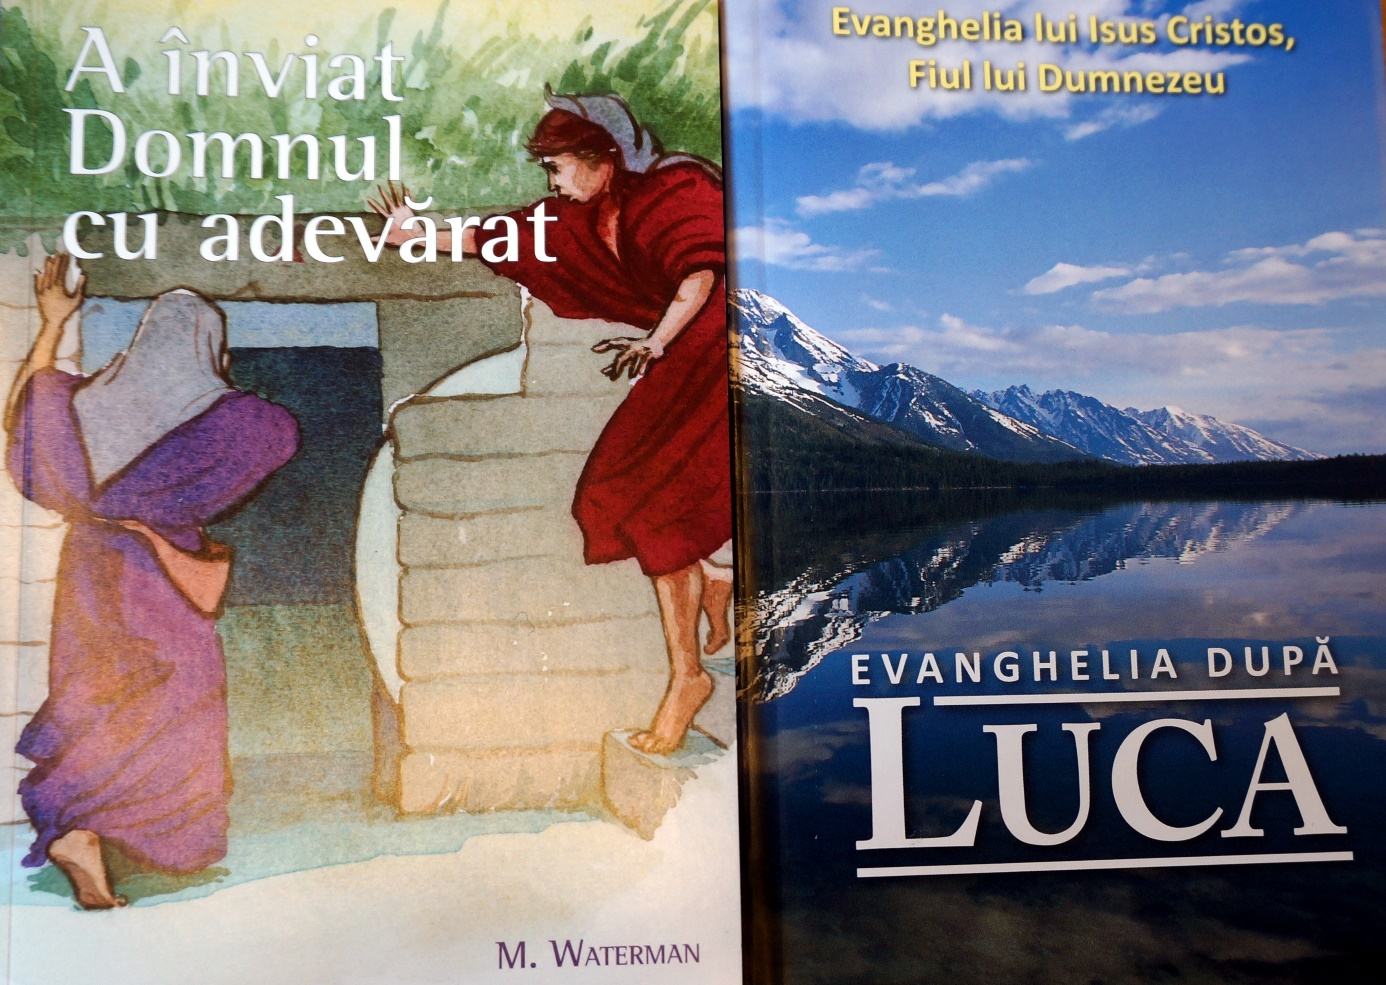 A înviat
Domnul
cu adevărat
M. WATERMAN
Evanghelia lui Isus Cristos,
Fiul lui Dumnezeu
EVANGHELIA DUPĂ
LUCA